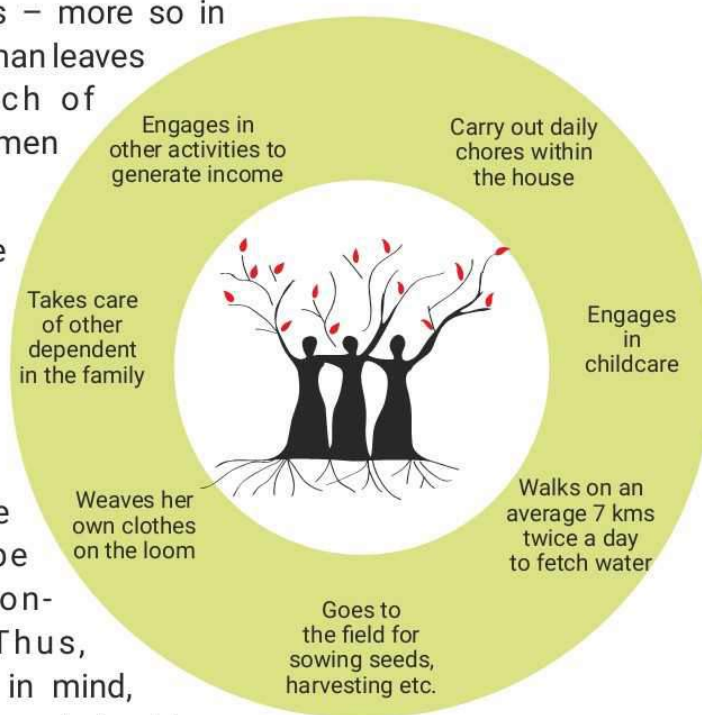 – more so in
leaves
of
men
Engages in
other activities to
generate income
Carry out daily
chores within
the house
Engages
in
childcare
Walks on an
average 7 kms
twice a day
to fetch water
Goes to
the field for
sowing seeds,
harvesting etc.
Weaves her
own clothes
on the loom
Takes care
of other
dependent
in the family
Thus,
in mind,